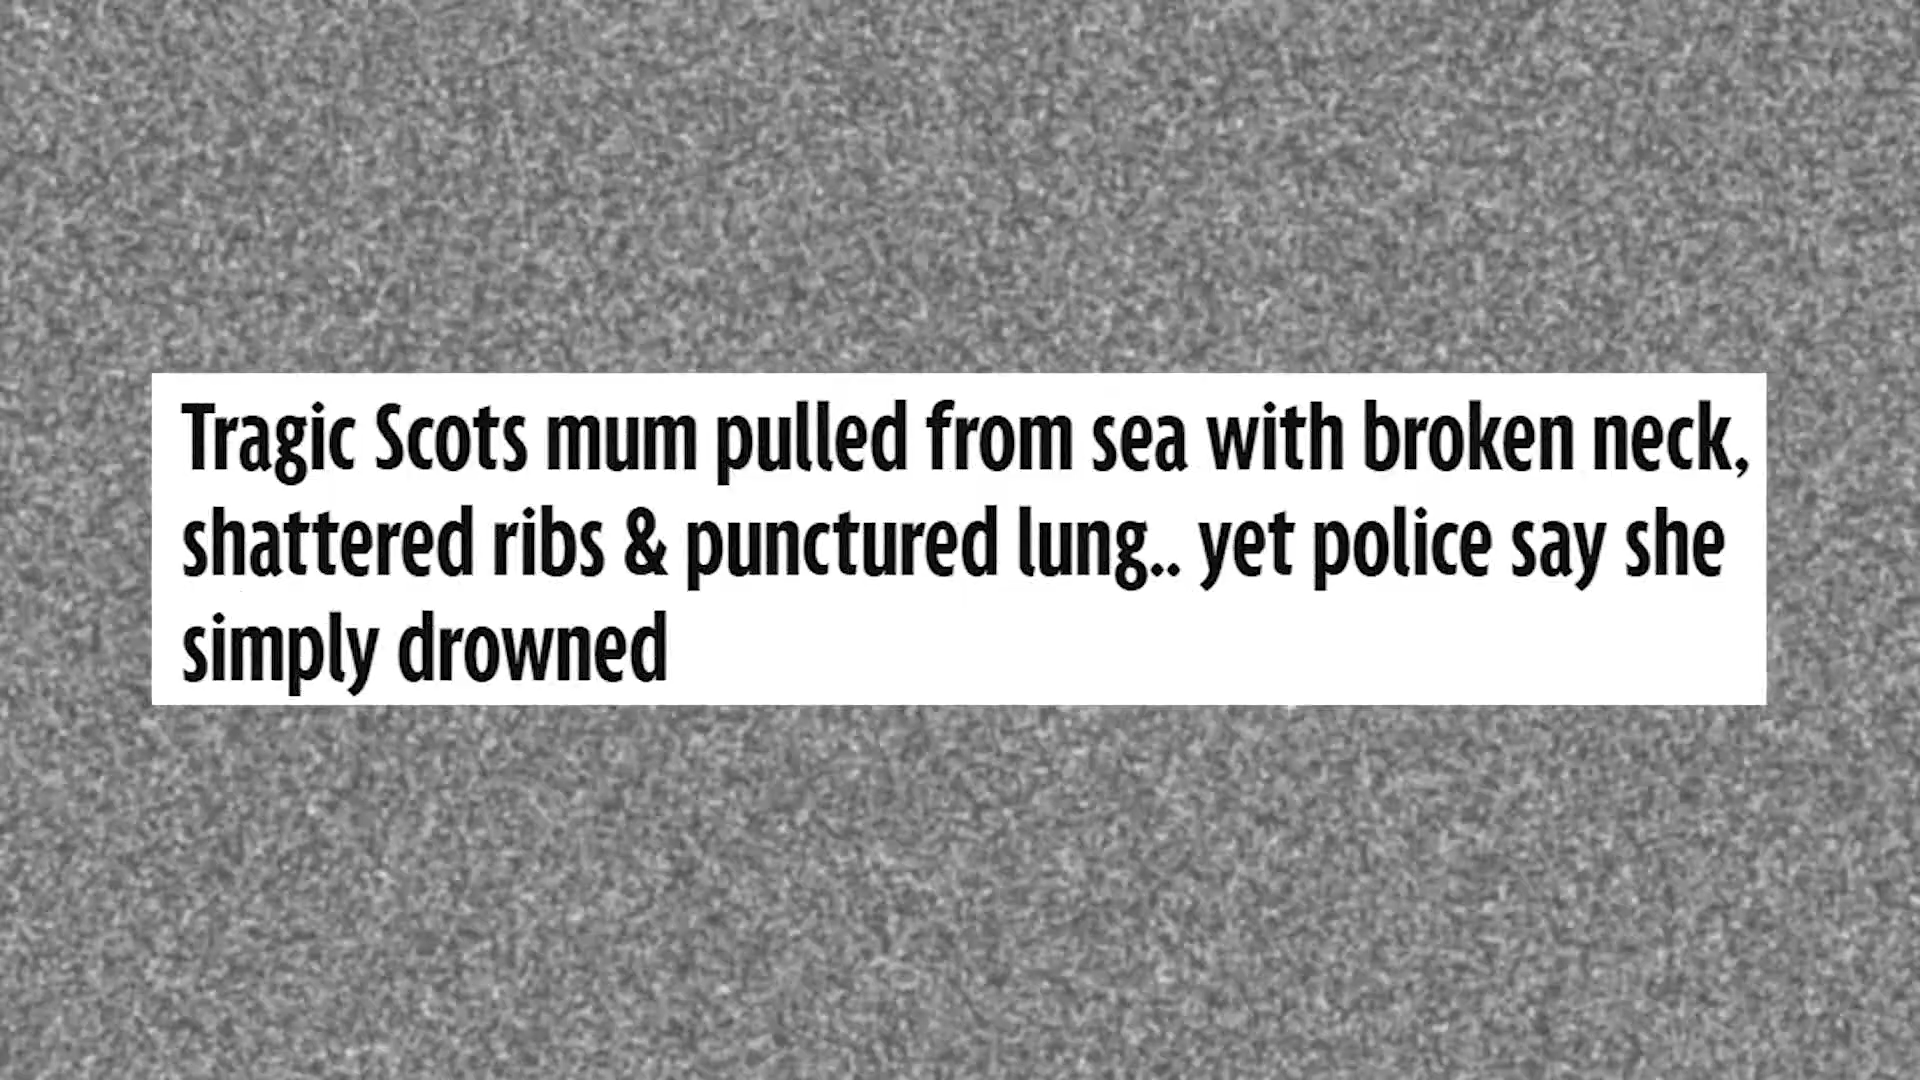 Tragic Scots mum pulled from sea with broken neck,
shattered ribs & punctured lung.. yet police say she
simply drowned